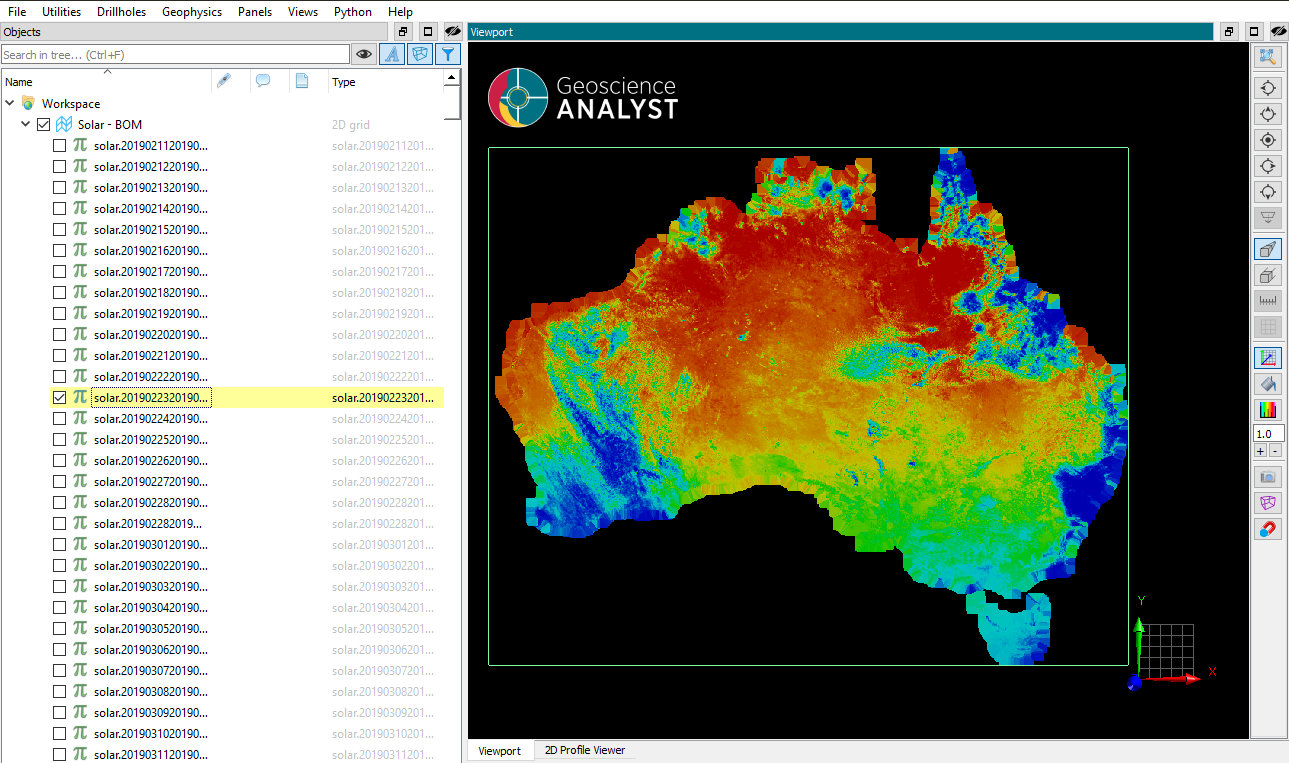 File Utilities Drillholes Geophysics Panels Views Python Help
Objects
Viewport
Search in tree... (Ctrl+F)
Name Type
Workspace
Solar - BOM 2D grid
solar.2019021120190... solar.20190211201...
solar.2019021220190... solar.20190212201...
solar.2019021320190... solar.20190213201...
solar.2019021420190... solar.20190214201...
solar.2019021520190... solar.20190215201...
solar.2019021620190... solar.20190216201...
solar.2019021720190... solar.20190217201...
solar.2019021820190... solar.20190218201...
solar.2019021920190... solar.20190219201...
solar.2019022020190... solar.20190220201...
solar.2019022120190... solar.20190221201...
solar.2019022220190... solar.20190222201...
solar.2019022320190... solar.20190223201...
solar.2019022420190... solar.20190224201...
solar.2019022520190... solar.20190225201...
solar.2019022620190... solar.20190226201...
solar.2019022720190... solar.20190227201...
solar.2019022820190... solar.20190228201...
solar.201902282019... solar.20190228201...
solar.2019030120190... solar.20190301201...
solar.2019030220190... solar.20190302201...
solar.2019030320190... solar.20190303201...
solar.2019030420190... solar.20190304201...
solar.2019030520190... solar.20190305201...
solar.2019030620190... solar.20190306201...
solar.2019030720190... solar.20190307201...
solar.2019030820190... solar.20190308201...
solar.2019030920190... solar.20190309201...
solar.2019031020190... solar.20190310201...
solar.2019031120190... solar.20190311201...
Geoscience
ANALYST
1.0
+ -
Y
X
Viewport 2D Profile Viewer